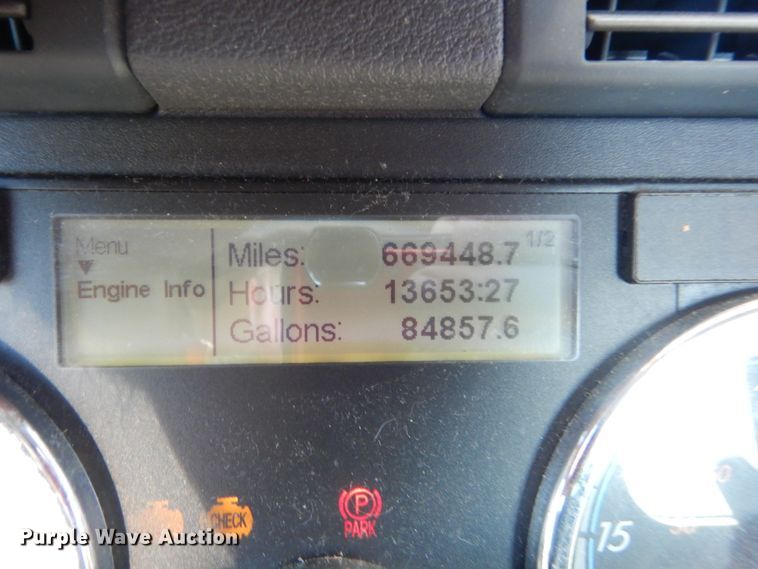 Menu
Engine Info
1/2
Miles: 669448.7
Hours: 13653:27
Gallons: 84857.6
CHECK
P
PARK
15
Purple Wave Auction